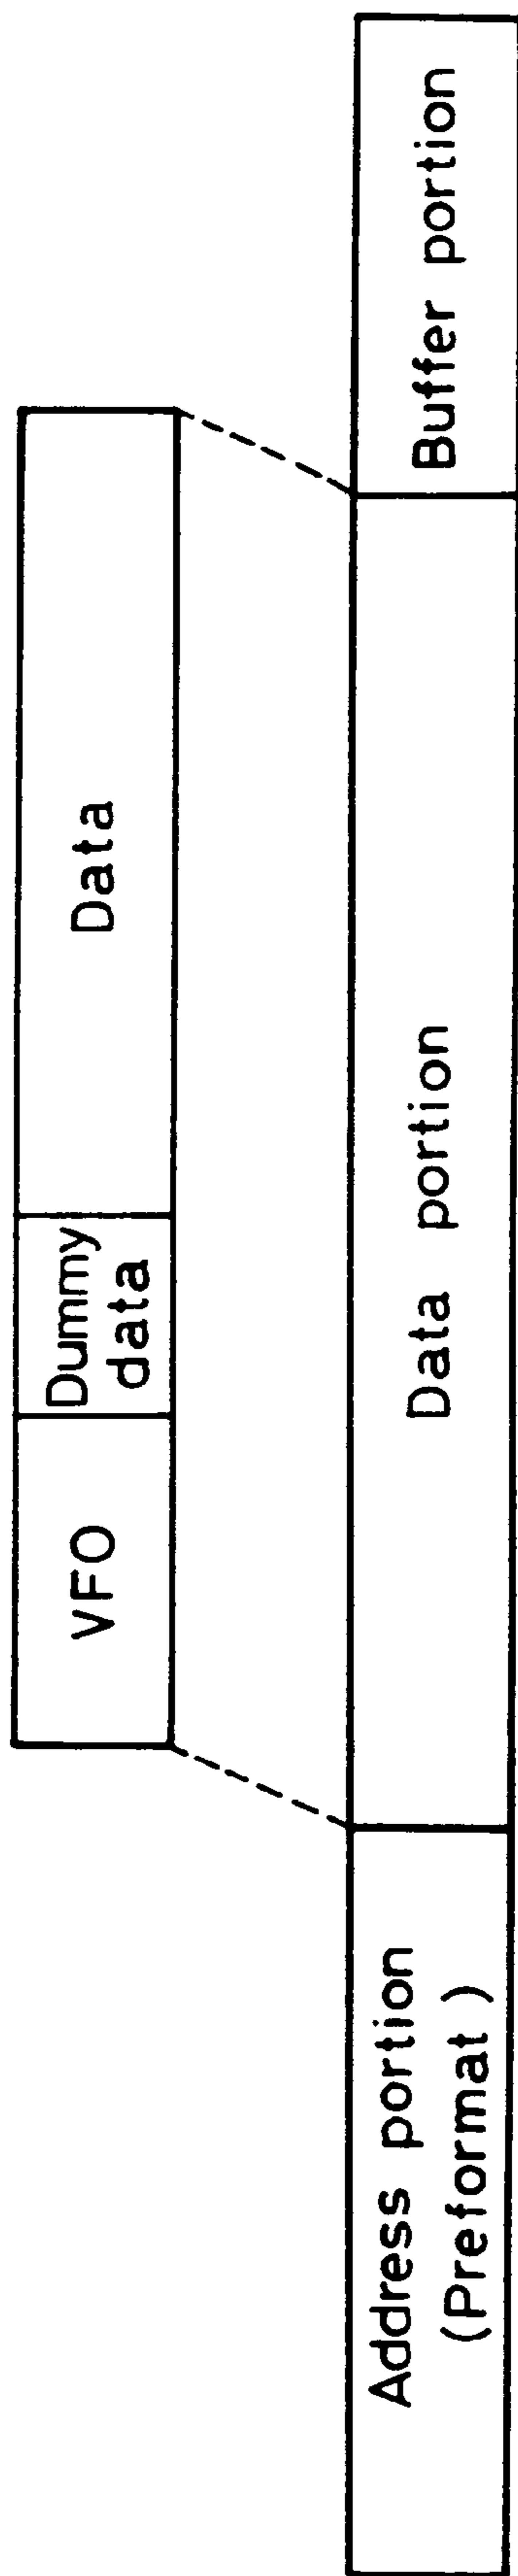 VFO
Dummy
data
Data
Address portion
(Preformat)
Data portion
Buffer portion